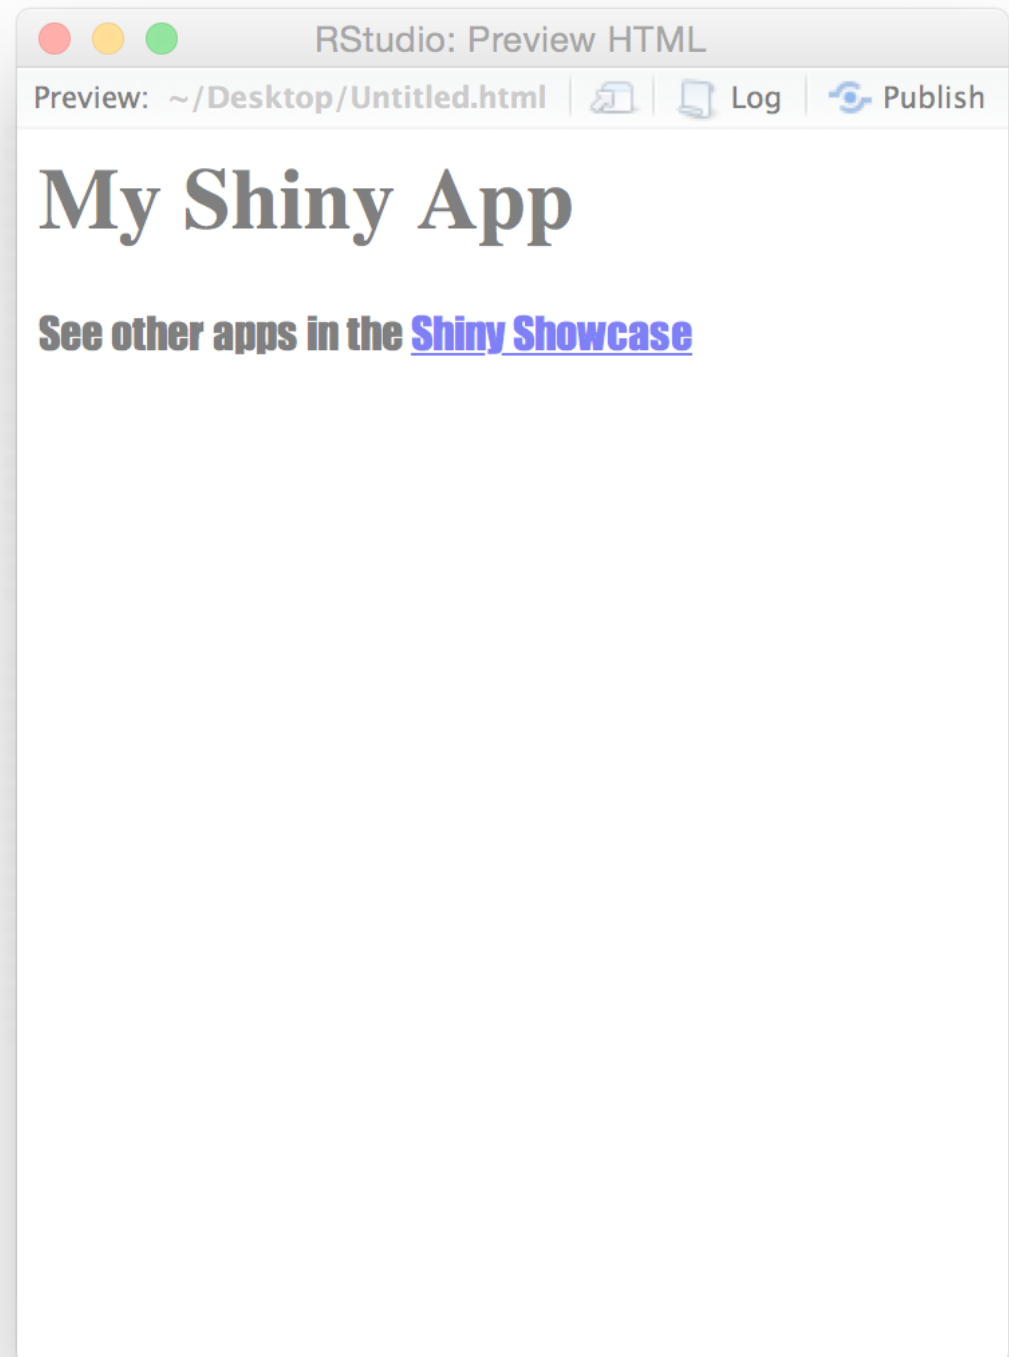 RStudio: Preview HTML
Preview: ~/Desktop/Untitled.html Log Publish
My Shiny App
See other apps in the Shiny Showcase